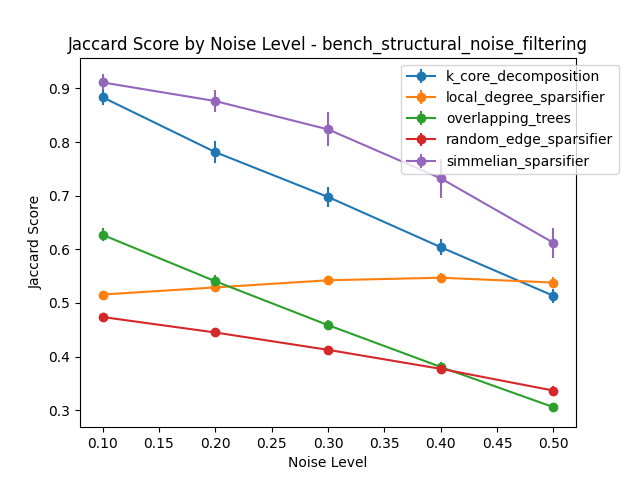 Jaccard Score by Noise Level - bench_structural_noise_filtering
k_core_decomposition
local_degree_sparsifier
overlapping_trees
random_edge_sparsifier
simmelian_sparsifier
Jaccard Score
0.9
0.8
0.7
0.6
0.5
0.4
0.3
0.10 0.15 0.20 0.25 0.30 0.35 0.40 0.45 0.50
Noise Level